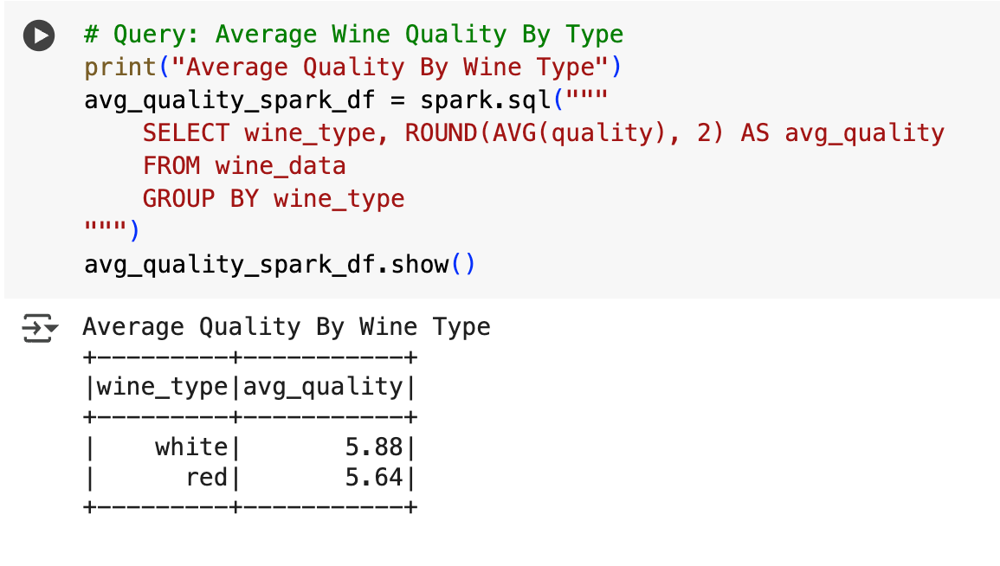 # Query: Average Wine Quality By Type
print("Average Quality By Wine Type")
avg_quality_spark_df = spark.sql("""
    SELECT wine_type, ROUND(AVG(quality), 2) AS avg_quality
    FROM wine_data
    GROUP BY wine_type
""")
avg_quality_spark_df.show()
Average Quality By Wine Type
+---------+-----------+
|wine_type|avg_quality|
+---------+-----------+
|    white|       5.88|
|      red|       5.64|
+---------+-----------+